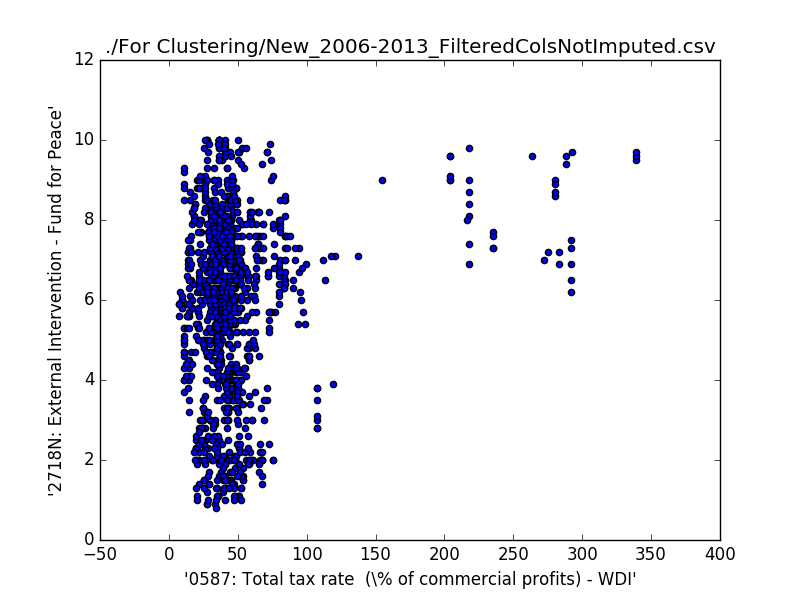 ./For Clustering/New_2006-2013_FilteredColsNotImputed.csv
12
10
8
6
4
2
0
'2718N: External Intervention - Fund for Peace'
−50 0 50 100 150 200 250 300 350 400
'0587: Total tax rate  (\% of commercial profits) - WDI'